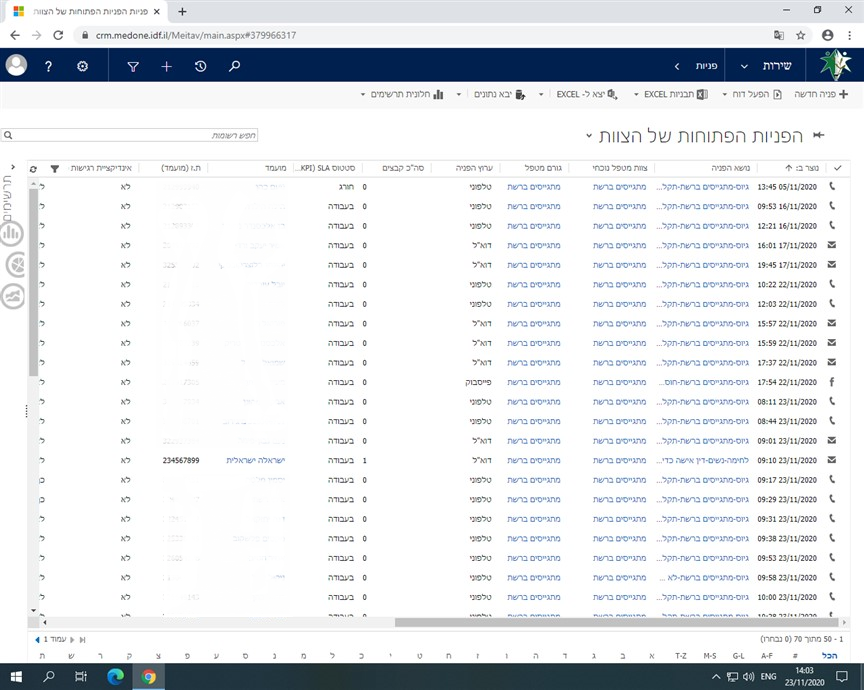 פניות הפניות הפתוחות של הצוות
crm.medone.idf.il/Meitav/main.aspx#379966317
שירות פניות
פניה חדשה הפעל דוח תבניות EXCEL יצא ל- EXCEL יבא נתונים חלונית תרשימים
הפניות הפתוחות של הצוות
חפש רשומות
נוצר ב: נושא הפניה צוות מטפל נוכחי גורם מטפל ערוץ הפניה סה"כ קבצים סטטוס SLA (KPI... מועמד ת.ז (מועמד) אינדיקציית רגישות
תרשימים
05/11/2020 13:45 גיוס-מתגייסים ברשת-תקל... מתגייסים ברשת מתגייסים ברשת טלפוני 0 חורג לא
16/11/2020 09:53 גיוס-מתגייסים ברשת-תקל... מתגייסים ברשת מתגייסים ברשת טלפוני 0 בעבודה לא
16/11/2020 12:21 גיוס-מתגייסים ברשת-תקל... מתגייסים ברשת מתגייסים ברשת טלפוני 0 בעבודה לא
17/11/2020 16:01 גיוס-מתגייסים ברשת-תקל... מתגייסים ברשת מתגייסים ברשת דוא"ל 0 בעבודה לא
17/11/2020 19:45 גיוס-מתגייסים ברשת-תקל... מתגייסים ברשת מתגייסים ברשת דוא"ל 0 בעבודה לא
22/11/2020 10:22 גיוס-מתגייסים ברשת-תקל... מתגייסים ברשת מתגייסים ברשת טלפוני 0 בעבודה לא
22/11/2020 12:03 גיוס-מתגייסים ברשת-תקל... מתגייסים ברשת מתגייסים ברשת טלפוני 0 בעבודה לא
22/11/2020 15:57 גיוס-מתגייסים ברשת-תקל... מתגייסים ברשת מתגייסים ברשת דוא"ל 0 בעבודה לא
22/11/2020 15:59 גיוס-מתגייסים ברשת-תקל... מתגייסים ברשת מתגייסים ברשת דוא"ל 0 בעבודה לא
22/11/2020 17:37 גיוס-מתגייסים ברשת-תקל... מתגייסים ברשת מתגייסים ברשת דוא"ל 0 בעבודה לא
22/11/2020 17:54 גיוס-מתגייסים ברשת-חוס... מתגייסים ברשת מתגייסים ברשת פייסבוק 0 בעבודה לא
23/11/2020 08:11 גיוס-מתגייסים ברשת-תקל... מתגייסים ברשת מתגייסים ברשת טלפוני 0 בעבודה לא
23/11/2020 08:44 גיוס-מתגייסים ברשת-תקל... מתגייסים ברשת מתגייסים ברשת טלפוני 0 בעבודה לא
23/11/2020 09:01 גיוס-מתגייסים ברשת-תקל... מתגייסים ברשת מתגייסים ברשת דוא"ל 0 בעבודה לא
23/11/2020 09:10 לחימה-נשים-דין אישה כדי... מתגייסים ברשת מתגייסים ברשת דוא"ל 1 בעבודה ישראלה ישראלית 234567899 לא
23/11/2020 09:17 גיוס-מתגייסים ברשת-תקל... מתגייסים ברשת מתגייסים ברשת טלפוני 0 בעבודה לא
23/11/2020 09:29 גיוס-מתגייסים ברשת-תקל... מתגייסים ברשת מתגייסים ברשת טלפוני 0 בעבודה לא
23/11/2020 09:31 גיוס-מתגייסים ברשת-תקל... מתגייסים ברשת מתגייסים ברשת טלפוני 0 בעבודה לא
23/11/2020 09:38 גיוס-מתגייסים ברשת-תקל... מתגייסים ברשת מתגייסים ברשת טלפוני 0 בעבודה לא
23/11/2020 09:53 גיוס-מתגייסים ברשת-תקל... מתגייסים ברשת מתגייסים ברשת טלפוני 0 בעבודה לא
23/11/2020 09:58 גיוס-מתגייסים ברשת-לא ... מתגייסים ברשת מתגייסים ברשת טלפוני 0 בעבודה לא
23/11/2020 10:00 גיוס-מתגייסים ברשת-תקל... מתגייסים ברשת מתגייסים ברשת טלפוני 0 בעבודה לא
1 - 50 מתוך 70 (0 נבחרו) עמוד 1
הכל # A-F G-L M-S T-Z א ב ג ד ה ו ז ח ט י כ ל מ נ ס ע פ צ ק ר ש ת
ENG 14:03
23/11/2020